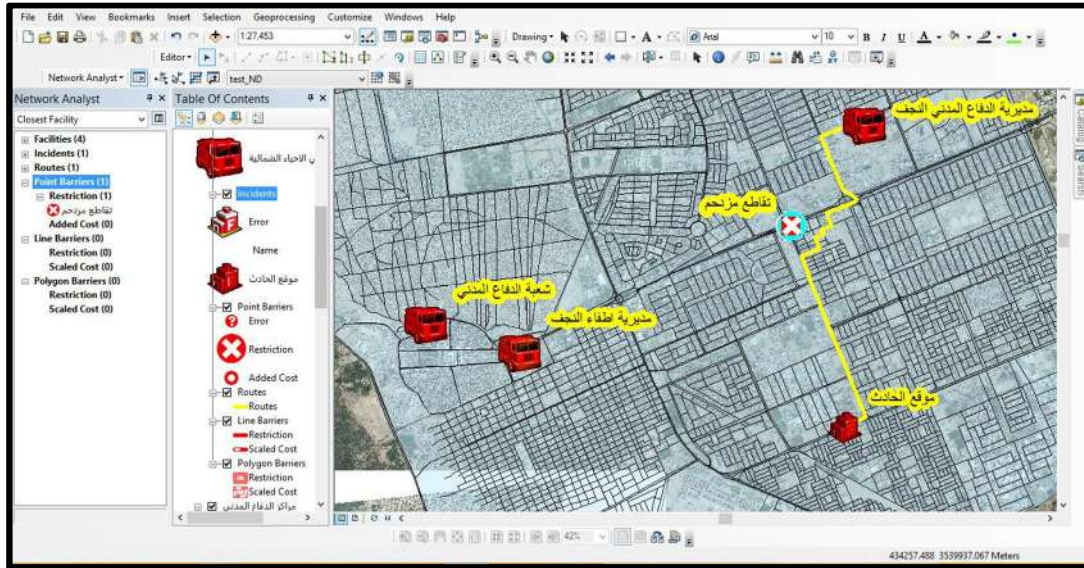 File Edit View Bookmarks Insert Selection Geoprocessing Customize Windows Help
1:27,453
Drawing
Arial
10
B I U A
Editor
Network Analyst
test_ND
Network Analyst
Closest Facility
Facilities (4)
Incidents (1)
Routes (1)
Point Barriers (1)
Restriction (1)
تقاطع مزدحم
Added Cost (0)
Line Barriers (0)
Restriction (0)
Scaled Cost (0)
Polygon Barriers (0)
Restriction (0)
Scaled Cost (0)
Table Of Contents
ي الاحياء الشمالية
Incidents
Error
Name
موقع الحادث
Point Barriers
Error
Restriction
Added Cost
Routes
Routes
Line Barriers
Restriction
Scaled Cost
Polygon Barriers
Restriction
Scaled Cost
مراكز الدفاع المدني
مديرية الدفاع المدني النجف
تقاطع مزدحم
شعبة الدفاع المدني
مديرية اطفاء النجف
موقع الحادث
Catalog
Search
42%
434257.488 3539937.067 Meters